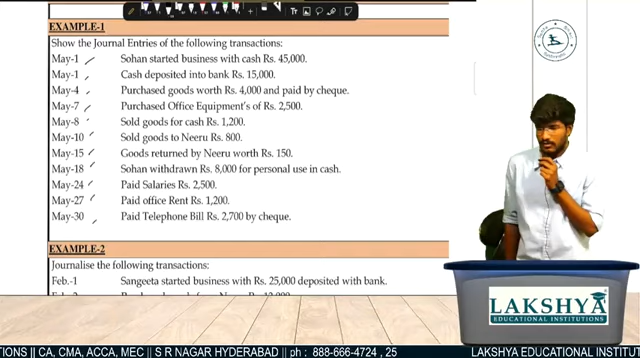 Tт
EXAMPLE-1
Show the Journal Entries of the following transactions:
May-1 Sohan started business with cash Rs. 45,000.
May-1 Cash deposited into bank Rs. 15,000.
May-4 Purchased goods worth Rs. 4,000 and paid by cheque.
May-7 Purchased Office Equipment's of Rs. 2,500.
May-8 Sold goods for cash Rs. 1,200.
May-10 Sold goods to Neeru Rs. 800.
May-15 Goods returned by Neeru worth Rs. 150.
May-18 Sohan withdrawn Rs. 8,000 for personal use in cash.
May-24 Paid Salaries Rs. 2,500.
May-27 Paid office Rent Rs. 1,200.
May-30 Paid Telephone Bill Rs. 2,700 by cheque.
EXAMPLE-2
Journalise the following transactions:
Feb.-1 Sangeeta started business with Rs. 25,000 deposited with bank.
LAKSHYA
EDUCATIONAL INSTITUTIONS
TIONS || CA, CMA, ACCA, MEC || S R NAGAR HYDERABAD || ph : 888-666-4724 , 25
LAKSHYA EDUCATIONAL INSTITUT